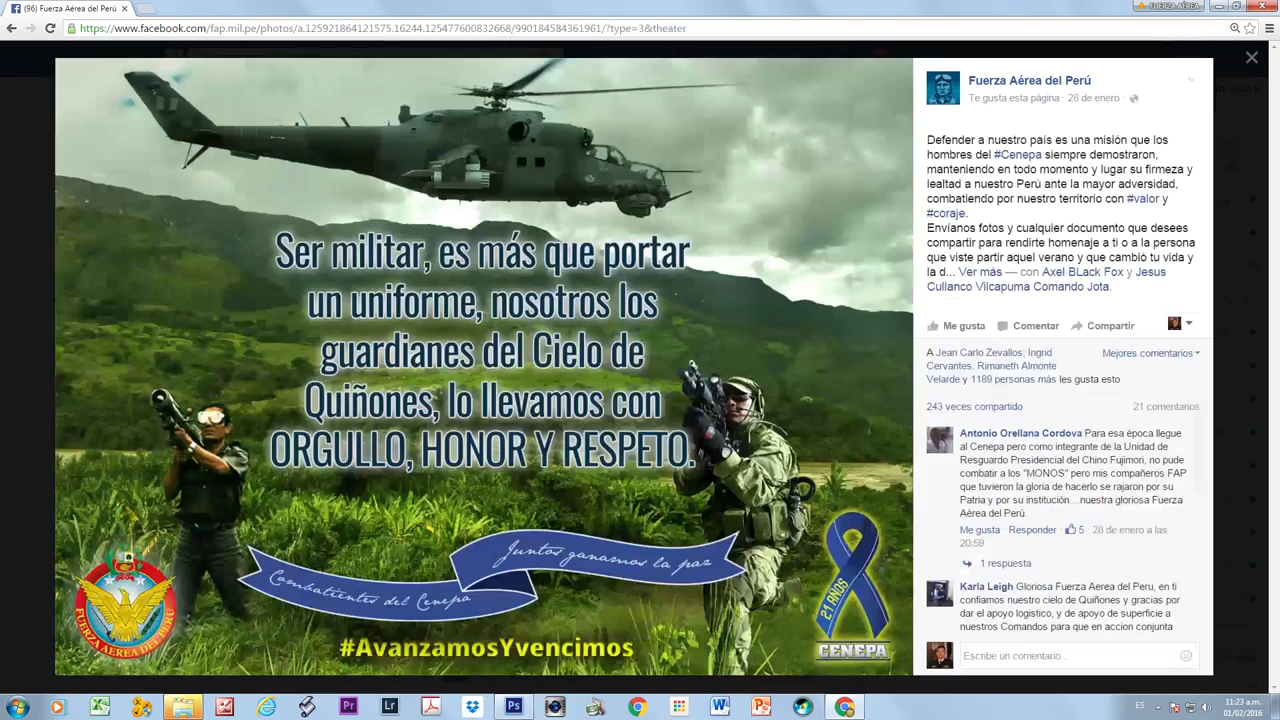 (96) Fuerza Aérea del Perú
FUERZA AÉREA
https://www.facebook.com/fap.mil.pe/photos/a.125921864121575.16244.125477600832668/990184584361961/?type=3&theater
Ser militar, es más que portar
un uniforme, nosotros los
guardianes del Cielo de
Quiñones, lo llevamos con
ORGULLO, HONOR Y RESPETO.
Juntos ganamos la paz
Combatientes del Cenepa
FUERZA AEREA DEL PERU
21 AÑOS
CENEPA
#AvanzamosYvencimos
Fuerza Aérea del Perú
Te gusta esta página · 28 de enero ·
Defender a nuestro país es una misión que los
hombres del #Cenepa siempre demostraron,
manteniendo en todo momento y lugar su firmeza y
lealtad a nuestro Perú ante la mayor adversidad,
combatiendo por nuestro territorio con #valor y
#coraje.
Envíanos fotos y cualquier documento que desees
compartir para rendirte homenaje a ti o a la persona
que viste partir aquel verano y que cambió tu vida y
la d... Ver más — con Axel BLack Fox y Jesus
Cullanco Vilcapuma Comando Jota.
Me gusta Comentar Compartir
A Jean Carlo Zevallos, Ingrid
Cervantes, Rimaneth Almonte
Velarde y 1189 personas más les gusta esto.
Mejores comentarios
243 veces compartido
21 comentarios
Antonio Orellana Cordova Para esa época llegue
al Cenepa pero como integrante de la Unidad de
Resguardo Presidencial del Chino Fujimori, no pude
combatir a los "MONOS" pero mis compañeros FAP
que tuvieron la gloria de hacerlo se rajaron por su
Patria y por su institución....nuestra gloriosa Fuerza
Aérea del Perú.
Me gusta · Responder · 5 · 28 de enero a las
20:59
1 respuesta
Karla Leigh Gloriosa Fuerza Aerea del Peru, en ti
confiamos nuestro cielo de Quiñones y gracias por
dar el apoyo logistico, y de apoyo de superficie a
nuestros Comandos para que en accion conjunta
Escribe un comentario...
Pr
Lr
Ps
ES
11:23 a.m.
01/02/2016